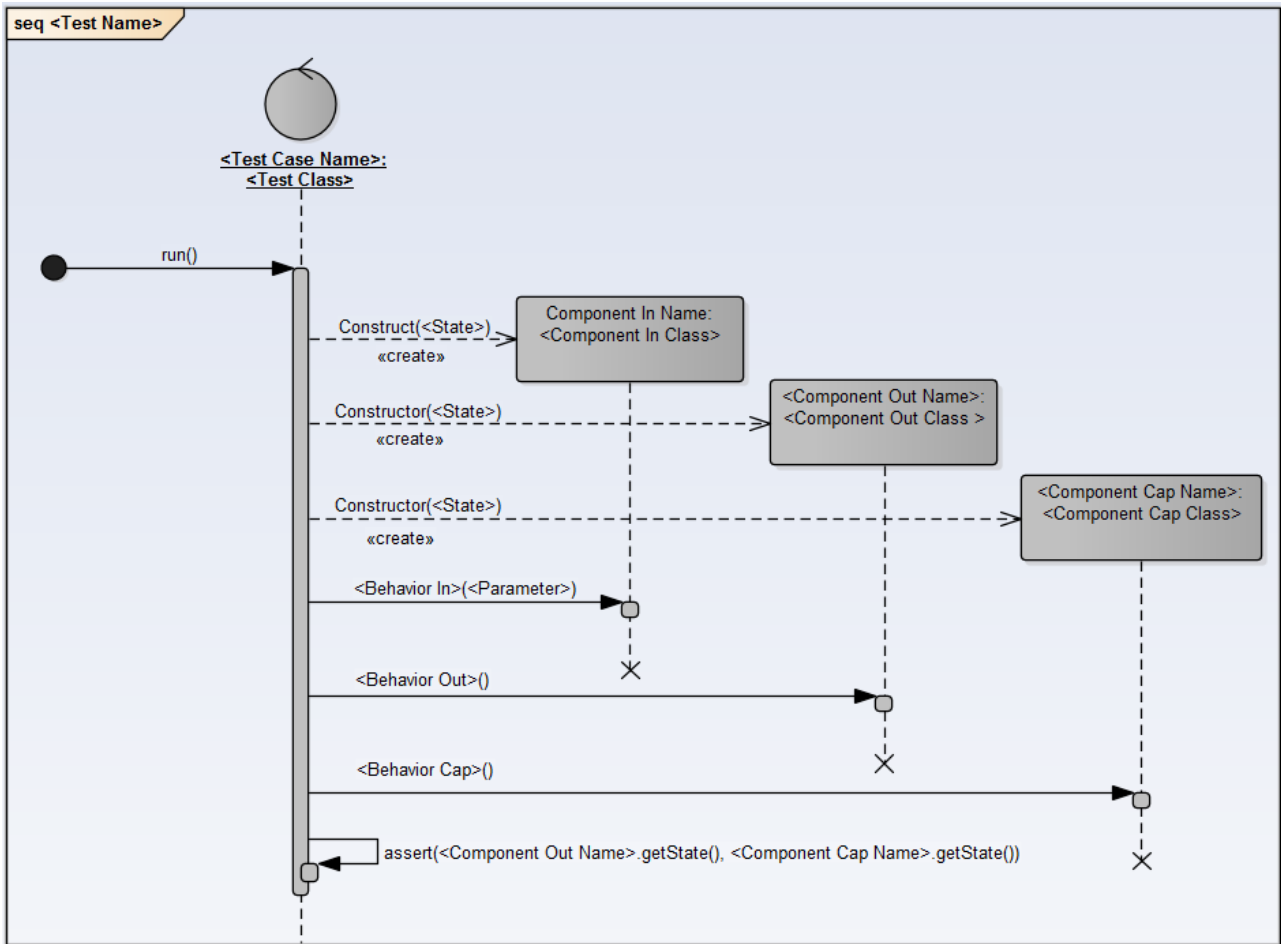 seq <Test Name>
<Test Case Name>:
<Test Class>
run()
Component In Name:
<Component In Class>
Construct(<State>)
«create»
<Component Out Name>:
<Component Out Class >
Constructor(<State>)
«create»
<Component Cap Name>:
<Component Cap Class>
Constructor(<State>)
«create»
<Behavior In>(<Parameter>)
<Behavior Out>()
<Behavior Cap>()
assert(<Component Out Name>.getState(), <Component Cap Name>.getState())